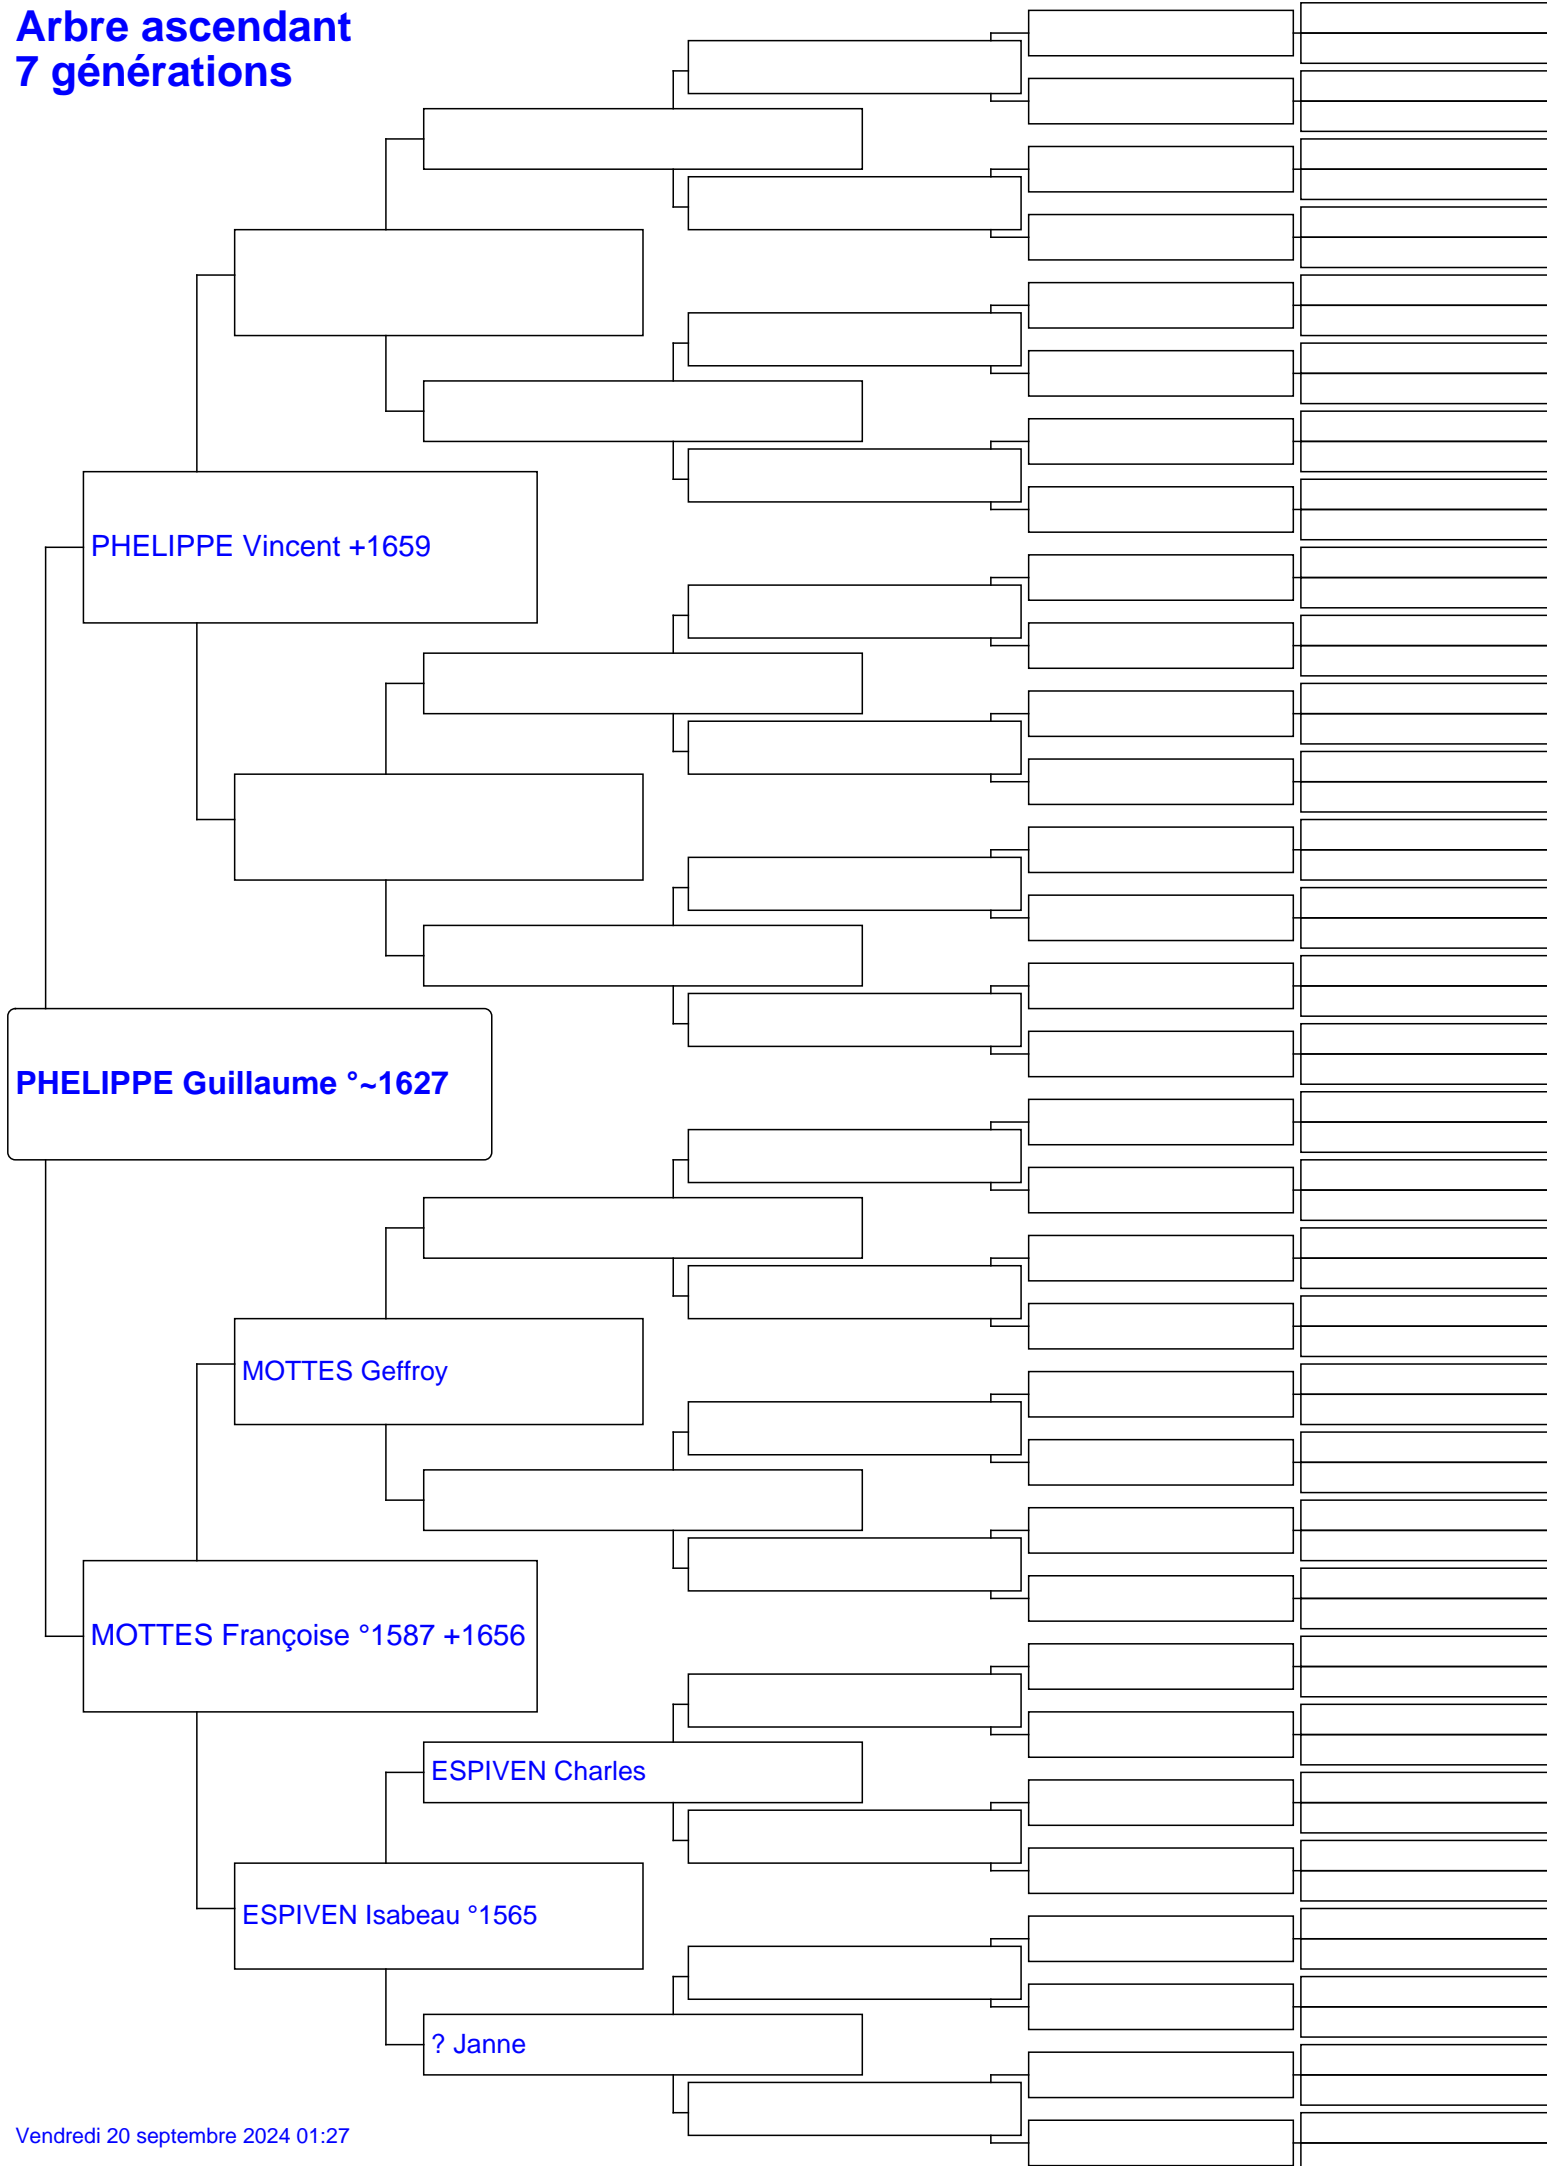 Arbre ascendant
7 générations
PHELIPPE Vincent +1659
PHELIPPE Guillaume °~1627
MOTTES Geffroy
MOTTES Françoise °1587 +1656
ESPIVEN Charles
ESPIVEN Isabeau °1565
? Janne
Vendredi 20 septembre 2024 01:27